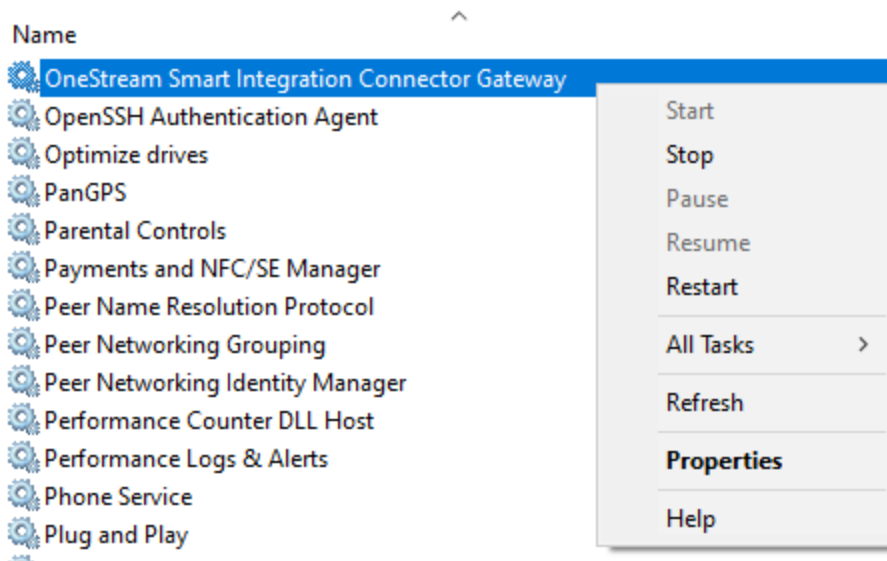 Name
OneStream Smart Integration Connector Gateway
OpenSSH Authentication Agent
Optimize drives
PanGPS
Parental Controls
Payments and NFC/SE Manager
Peer Name Resolution Protocol
Peer Networking Grouping
Peer Networking Identity Manager
Performance Counter DLL Host
Performance Logs & Alerts
Phone Service
Plug and Play
Start
Stop
Pause
Resume
Restart
All Tasks
Refresh
Properties
Help